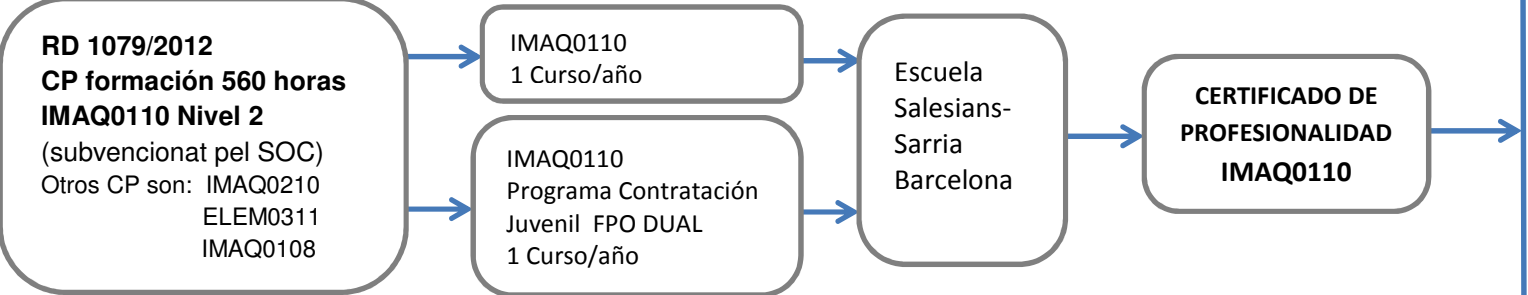 RD 1079/2012
CP formación 560 horas
IMAQ0110 Nivel 2
(subvencionat pel SOC)
Otros CP son: IMAQ0210
ELEM0311
IMAQ0108
IMAQ0110
1 Curso/año
IMAQ0110
Programa Contratación
Juvenil FPO DUAL
1 Curso/año
Escuela
Salesians-
Sarria
Barcelona
CERTIFICADO DE
PROFESIONALIDAD
IMAQ0110